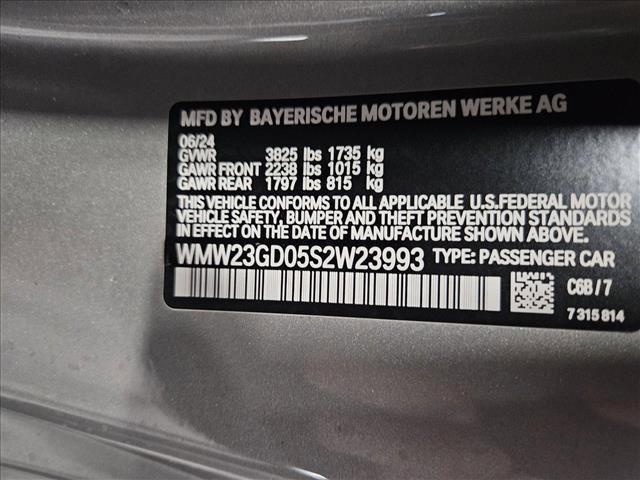 MFD BY BAYERISCHE MOTOREN WERKE AG
06/24
GVWR 3825 lbs 1735 kg
GAWR FRONT 2238 lbs 1015 kg
GAWR REAR 1797 lbs 815 kg
THIS VEHICLE CONFORMS TO ALL APPLICABLE U.S.FEDERAL MOTOR
VEHICLE SAFETY, BUMPER AND THEFT PREVENTION STANDARDS
IN EFFECT ON THE DATE OF MANUFACTURE SHOWN ABOVE.
WMW23GD05S2W23993 TYPE: PASSENGER CAR
C6B / 7
7 315 814